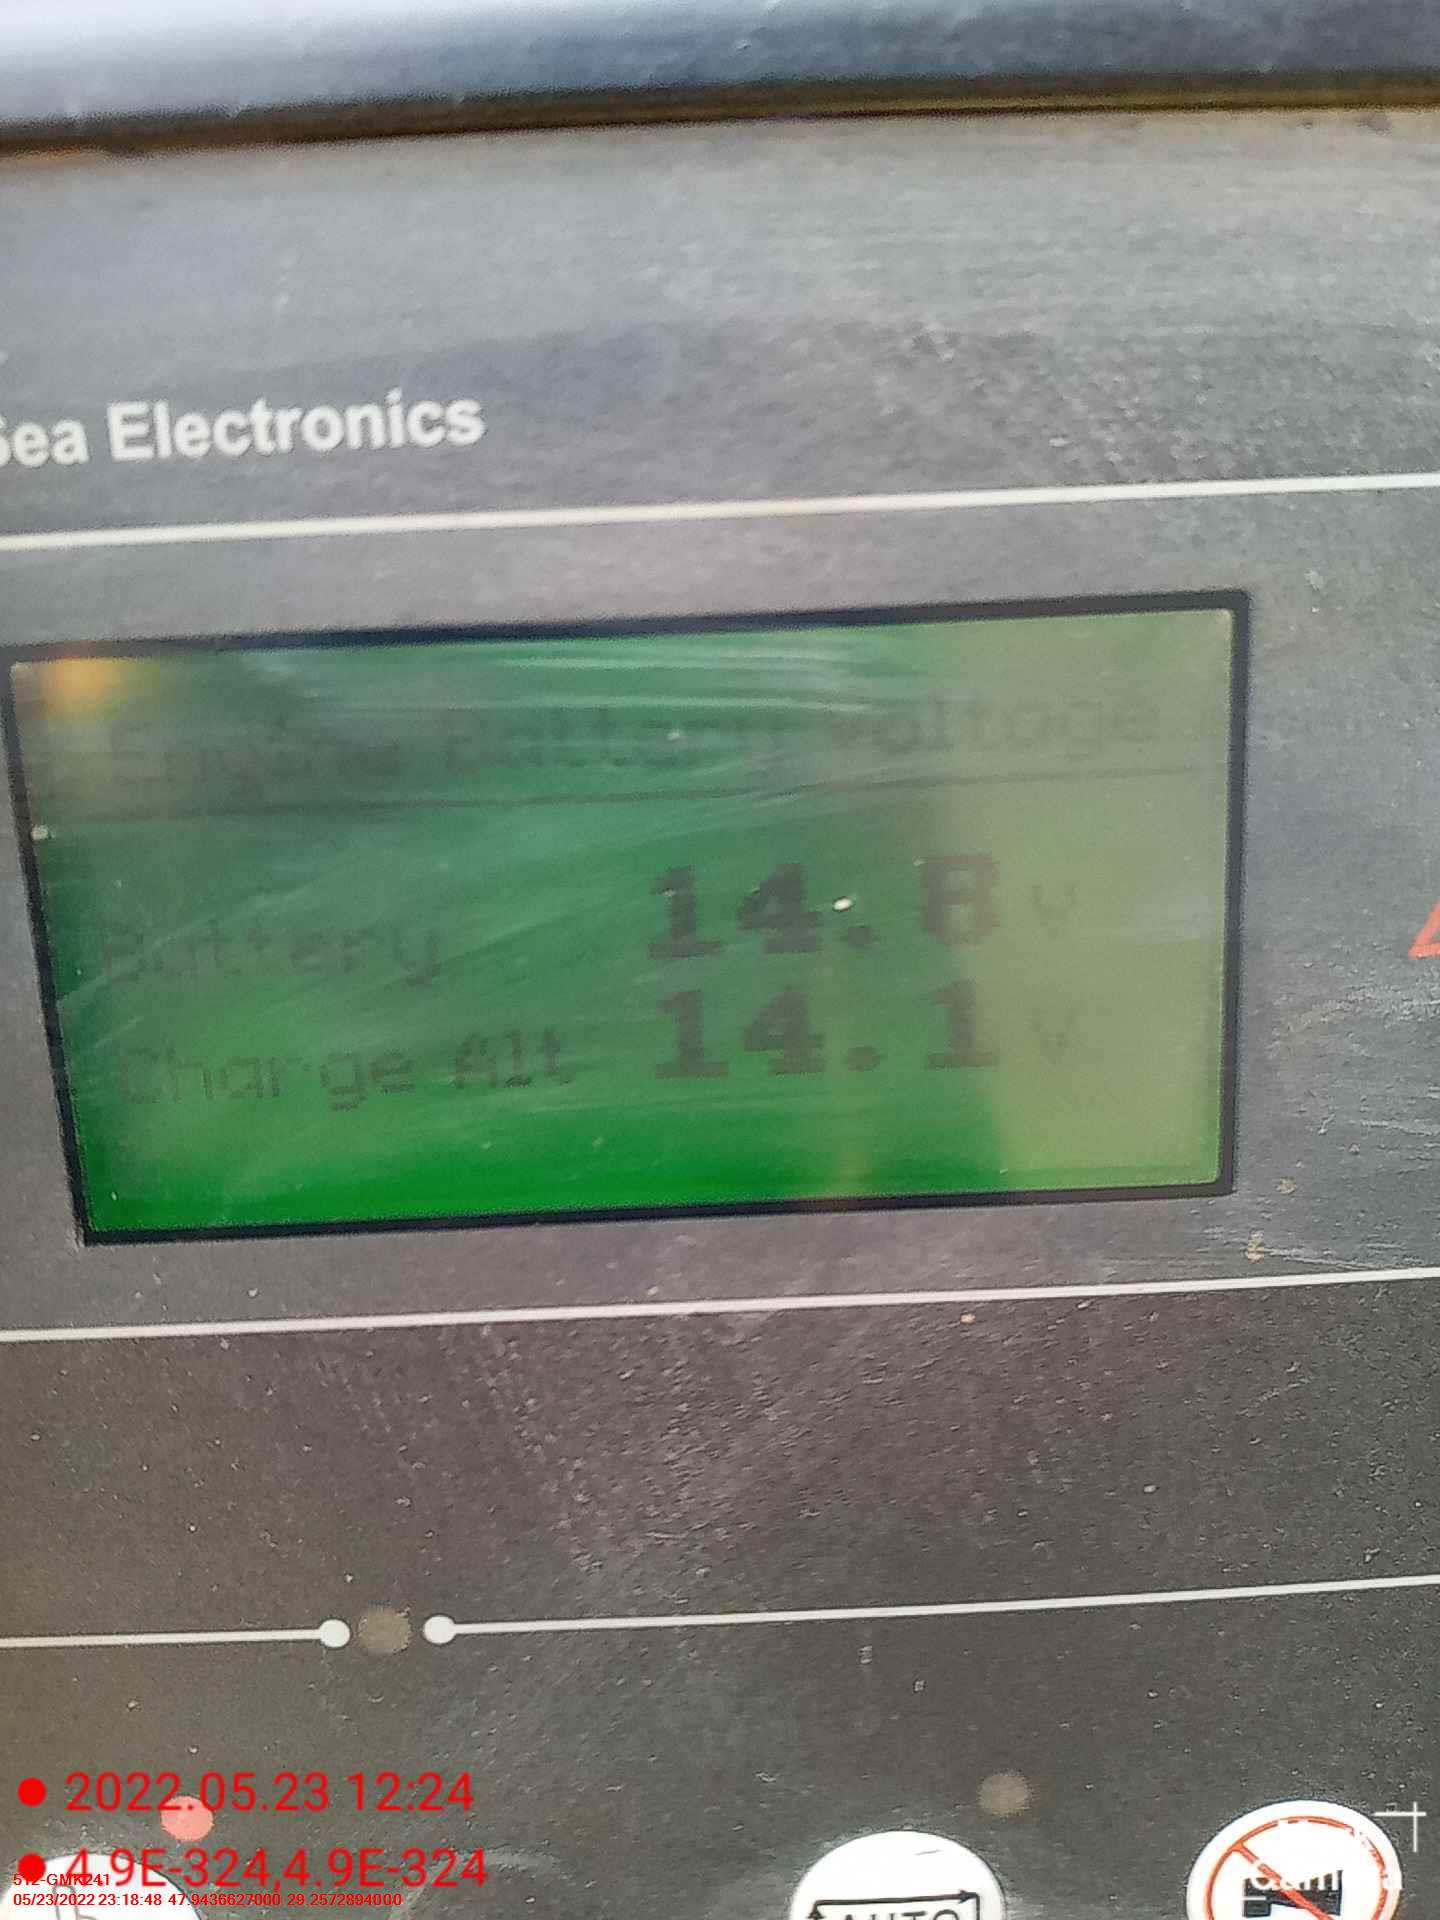 Sea Electronics
Engine Battery Voltage
Battery 14.8 V
Charge Alt 14.1 V
2022.05.23 12:24
4.9E-324,4.9E-324
512-GMK241
05/23/2022 23:18:48 47.9436627000 29.2572894000
AUTO